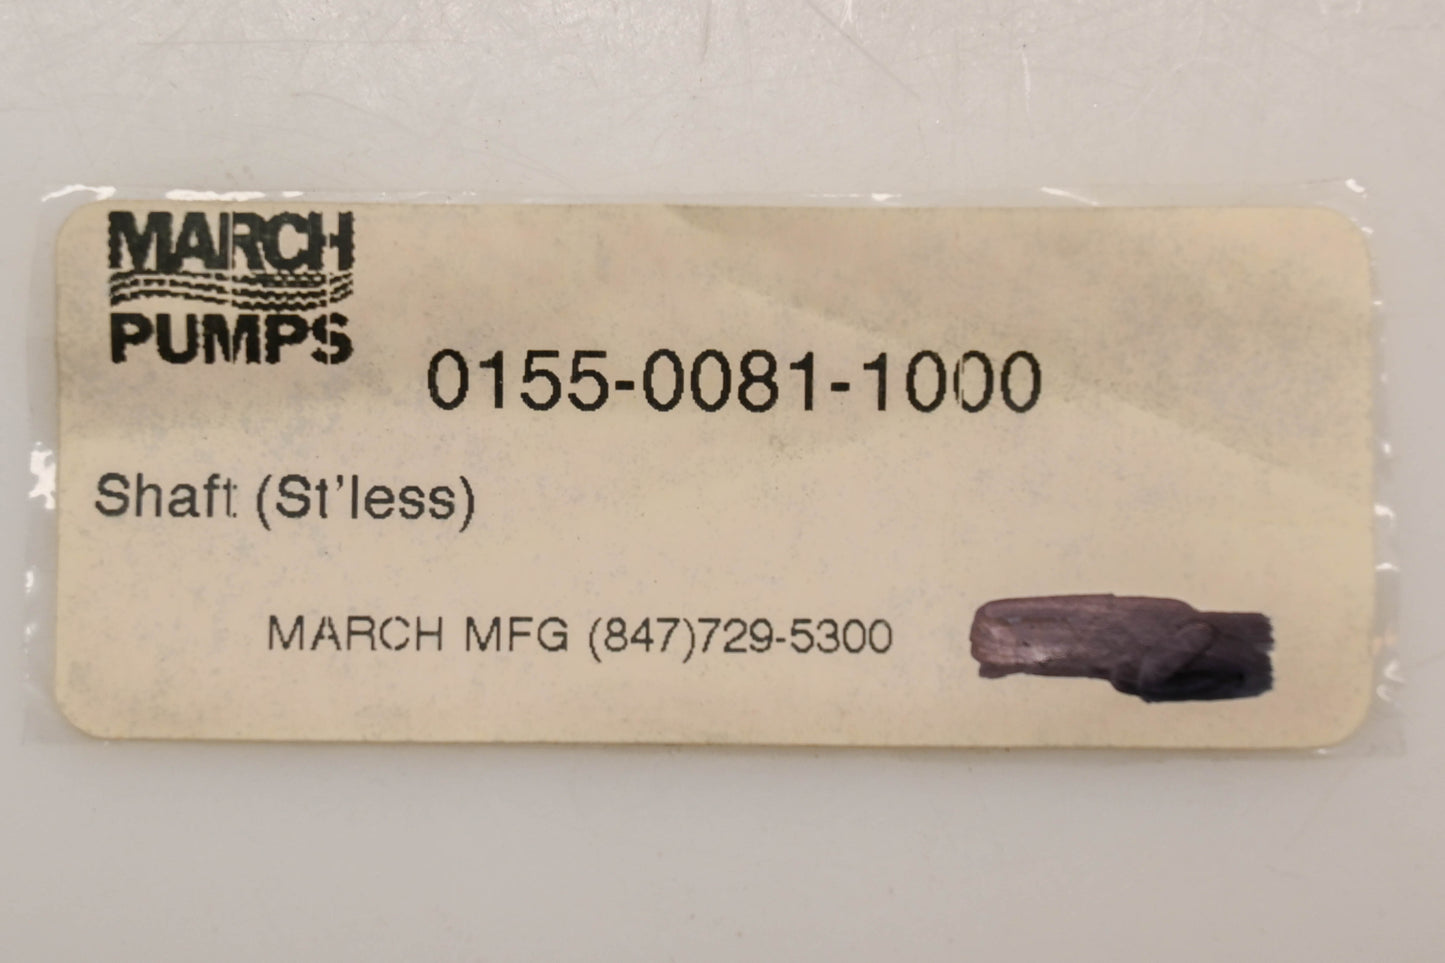 MARCH
PUMPS
0155-0081-1000
Shaft (St'less)
MARCH MFG (847)729-5300